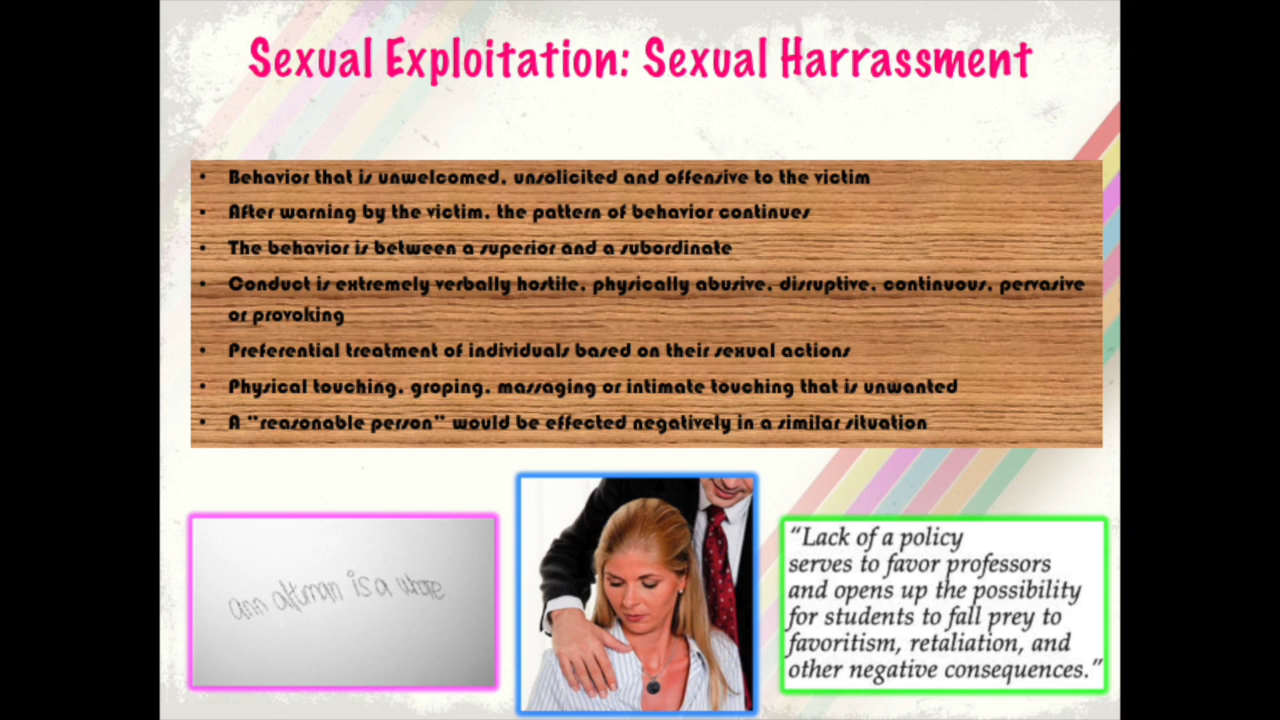 Sexual Exploitation: Sexual Harrassment
• Behavior that is unwelcomed, unsolicited and offensive to the victim
• After warning by the victim, the pattern of behavior continues
• The behavior is between a superior and a subordinate
• Conduct is extremely verbally hostile, physically abusive, disruptive, continuous, pervasive
or provoking
• Preferential treatment of individuals based on their sexual actions
• Physical touching, groping, massaging or intimate touching that is unwanted
• A "reasonable person" would be effected negatively in a similar situation
ann altman is a whore
“Lack of a policy
serves to favor professors
and opens up the possibility
for students to fall prey to
favoritism, retaliation, and
other negative consequences.”